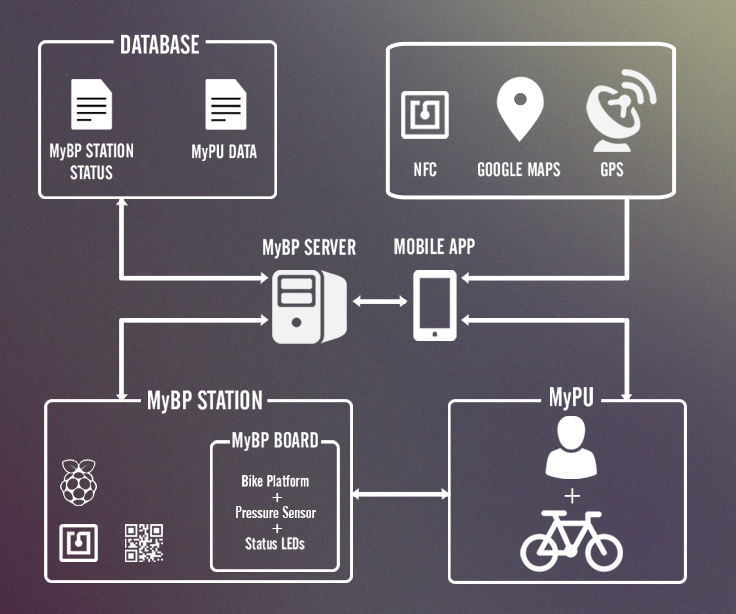 DATABASE
MyBP STATION
STATUS
MyPU DATA
NFC
GOOGLE MAPS
GPS
MyBP SERVER
MOBILE APP
MyBP STATION
MyBP BOARD
Bike Platform
+
Pressure Sensor
+
Status LEDs
MyPU
+